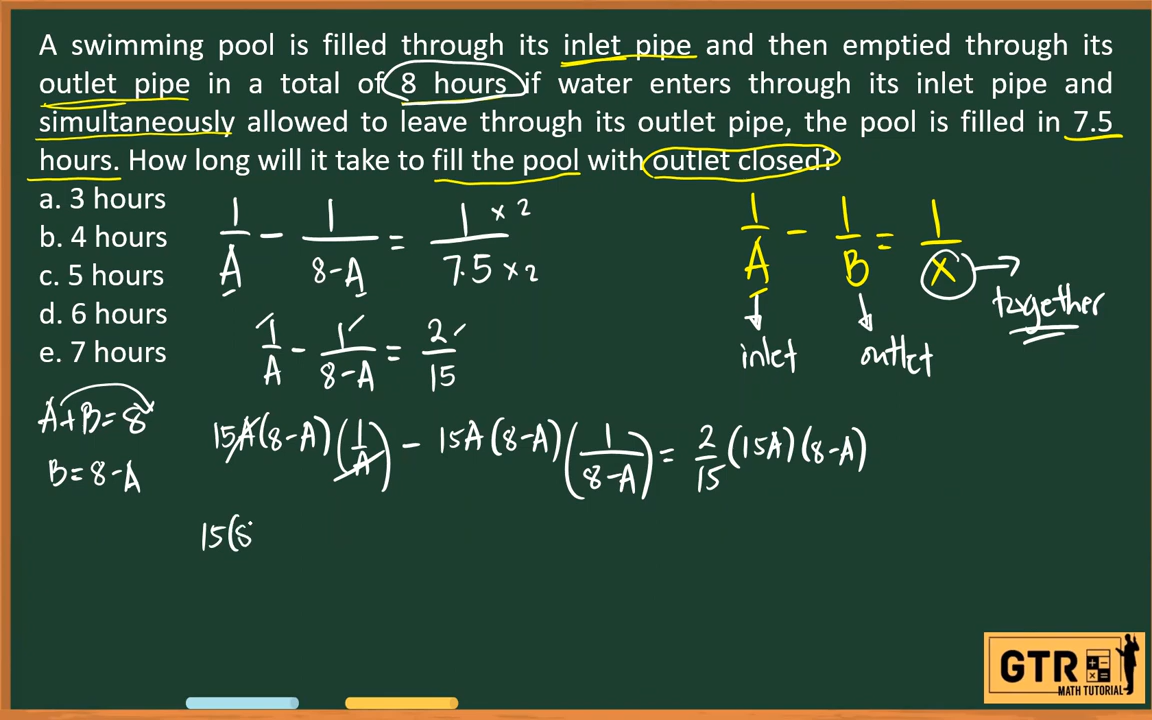 A swimming pool is filled through its inlet pipe and then emptied through its
outlet pipe in a total of 8 hours if water enters through its inlet pipe and
simultaneously allowed to leave through its outlet pipe, the pool is filled in 7.5
hours. How long will it take to fill the pool with outlet closed?
a. 3 hours
b. 4 hours
c. 5 hours
d. 6 hours
e. 7 hours
1/A - 1/(8-A) = 1/7.5 ×2 ×2
1/A - 1/B = 1/X
together
inlet
outlet
1/A - 1/(8-A) = 2/15
A+B=8
B=8-A
15A(8-A)(1/A) - 15A(8-A)(1/(8-A)) = 2/15 (15A)(8-A)
15(8
GTR
MATH TUTORIAL